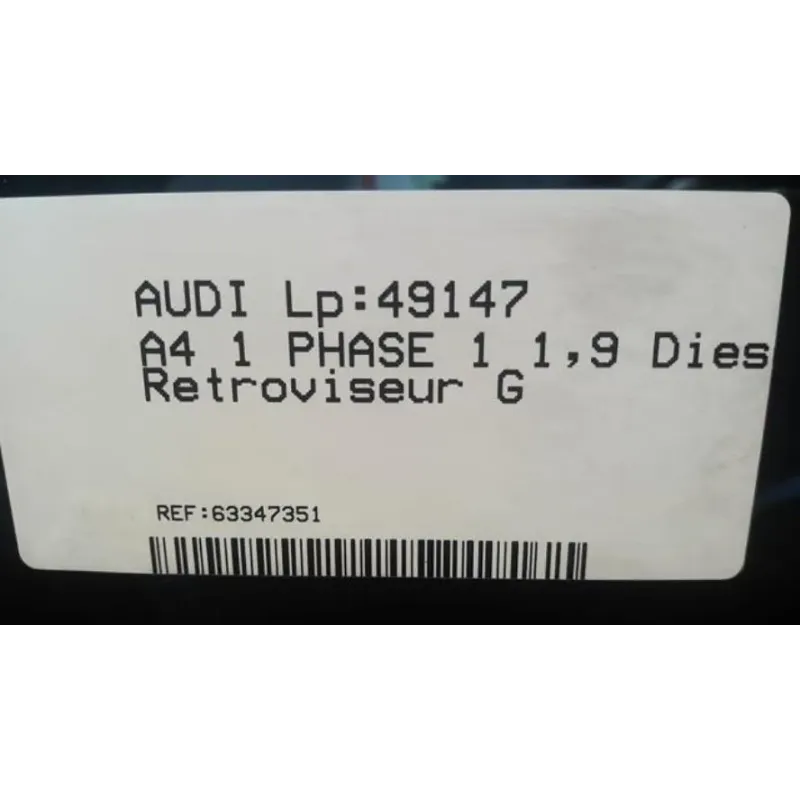 AUDI Lp:49147
A4 1 PHASE 1 1,9 Dies
Retroviseur G
REF:63347351